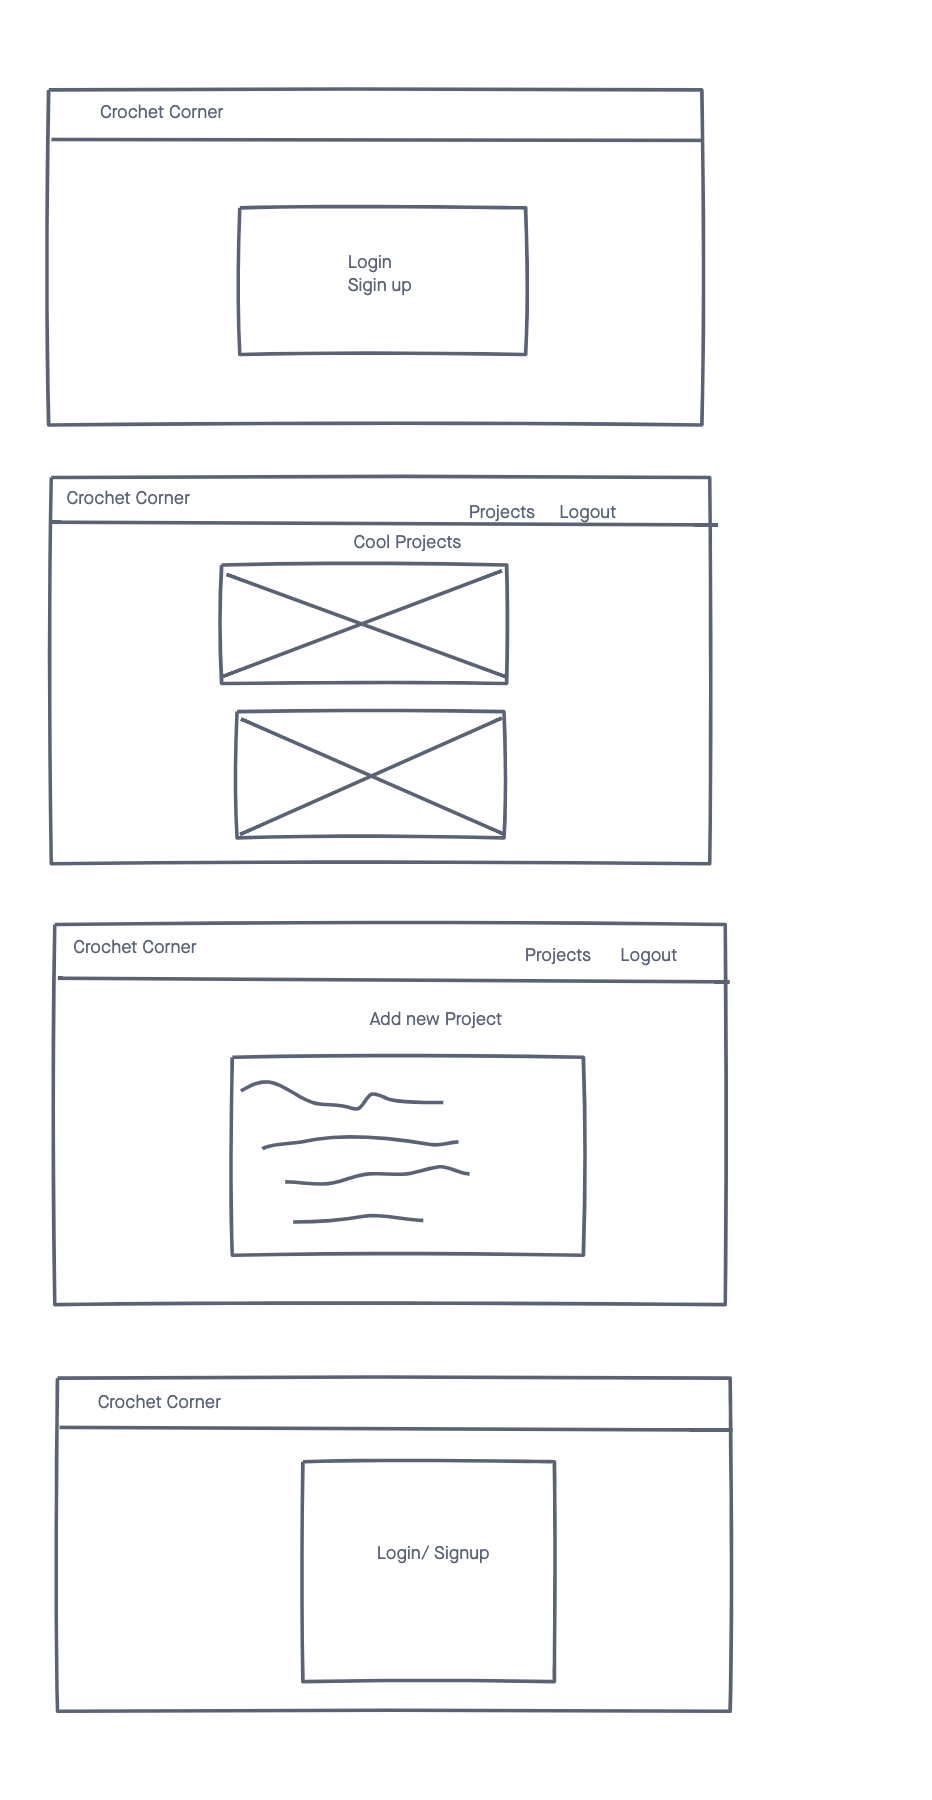 Crochet Corner
Login
Sigin up
Crochet Corner
Projects Logout
Cool Projects
Crochet Corner
Projects Logout
Add new Project
Crochet Corner
Login/ Signup